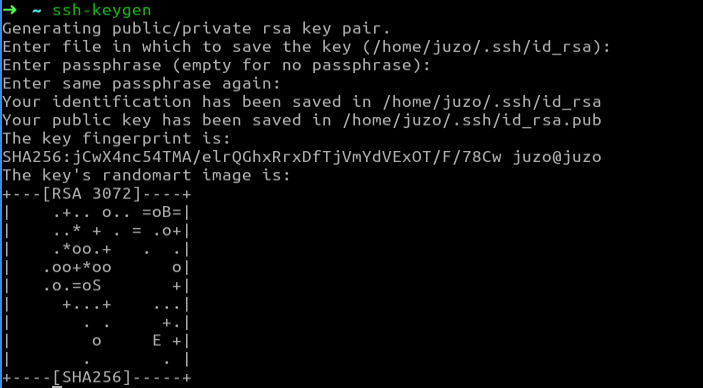 ➜  ~ ssh-keygen
Generating public/private rsa key pair.
Enter file in which to save the key (/home/juzo/.ssh/id_rsa):
Enter passphrase (empty for no passphrase):
Enter same passphrase again:
Your identification has been saved in /home/juzo/.ssh/id_rsa
Your public key has been saved in /home/juzo/.ssh/id_rsa.pub
The key fingerprint is:
SHA256:jCwX4nc54TMA/elrQGhxRrxDfTjVmYdVExOT/F/78Cw juzo@juzo
The key's randomart image is:
+---[RSA 3072]----+
|    .+.. o.. =oB=|
|    ..* + . = .o+|
|    .*oo.+   .  .|
|   .oo+*oo      o|
|   .o.=oS       +|
|     +...+    ...|
|       . .     +.|
|        o     E +|
|       .       . |
+----[SHA256]-----+